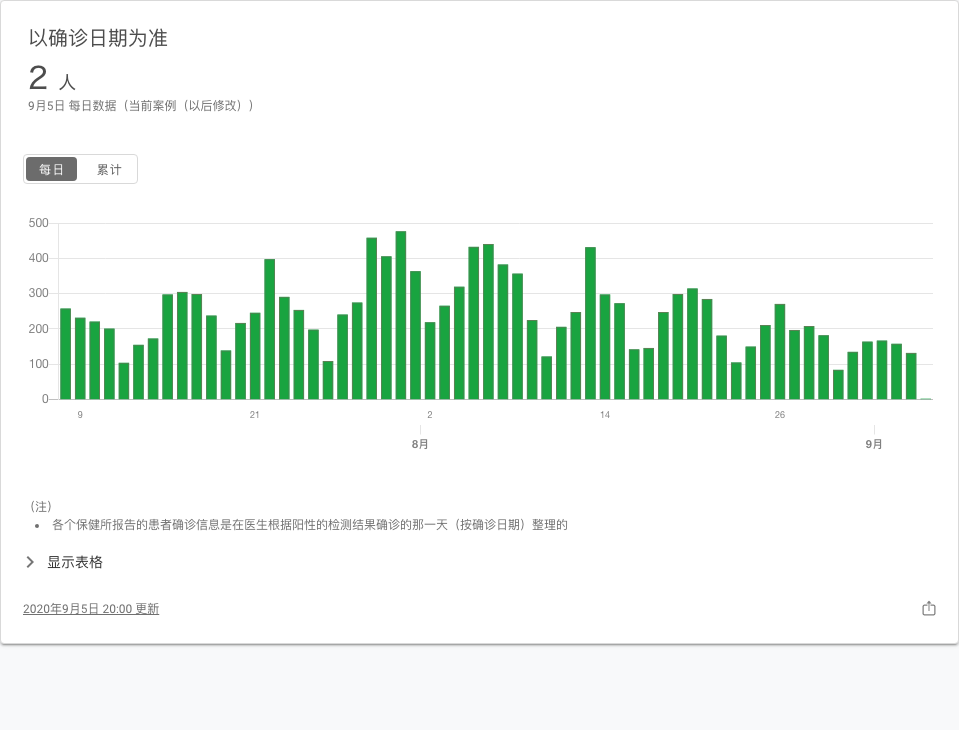 以确诊日期为准
2 人
9月5日 每日数据（当前案例（以后修改））
每日 累计
500
400
300
200
100
0
9 21 2 14 26
8月 9月
（注）
• 各个保健所报告的患者确诊信息是在医生根据阳性的检测结果确诊的那一天（按确诊日期）整理的
显示表格
2020年9月5日 20:00 更新